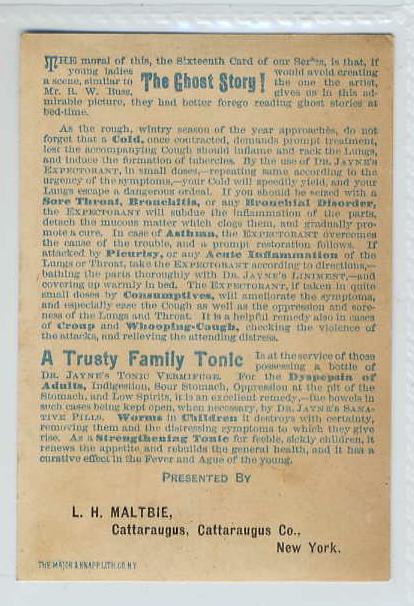 THE moral of this, the Sixteenth Card of our Series, is that, if
young ladies would avoid creating
a scene, similar to The Ghost Story! the one the artist,
Mr. R. W. Buss, gives us in this ad-
mirable picture, they had better forego reading ghost stories at
bed-time.
As the rough, wintry season of the year approaches, do not
forget that a Cold, once contracted, demands prompt treatment,
lest the accompanying Cough should inflame and rack the Lungs,
and induce the formation of tubercles. By the use of DR. JAYNE'S
EXPECTORANT, in small doses,—repeating same according to the
urgency of the symptoms,—your Cold will speedily yield, and your
Lungs escape a dangerous ordeal. If you should be seized with a
Sore Throat, Bronchitis, or any Bronchial Disorder,
the EXPECTORANT will subdue the inflammation of the parts,
detach the mucous matter which clogs them, and gradually pro-
mote a cure. In case of Asthma, the EXPECTORANT overcomes
the cause of the trouble, and a prompt restoration follows. If
attacked by Pleurisy, or any Acute Inflammation of the
Lungs or Throat, take the EXPECTORANT according to directions,—
bathing the parts thoroughly with DR. JAYNE'S LINIMENT,—and
covering up warmly in bed. The EXPECTORANT, if taken in quite
small doses by Consumptives, will ameliorate the symptoms,
and especially ease the Cough as well as the oppression and sore-
ness of the Lungs and Throat. It is a helpful remedy also in cases
of Croup and Whooping-Cough, checking the violence of
the attacks, and relieving the attending distress.
A Trusty Family Tonic Is at the service of those
possessing a bottle of
DR. JAYNE'S TONIC VERMIFUGE. For the Dyspepsia of
Adults, Indigestion, Sour Stomach, Oppression at the pit of the
Stomach, and Low Spirits, it is an excellent remedy,—the bowels in
such cases being kept open, when necessary, by DR. JAYNE'S SANA-
TIVE PILLS. Worms in Children it destroys with certainty,
removing them and the distressing symptoms to which they give
rise. As a Strengthening Tonic for feeble, sickly children, it
renews the appetite and rebuilds the general health, and it has a
curative effect in the Fever and Ague of the young.
PRESENTED BY
L. H. MALTBIE,
Cattaraugus, Cattaraugus Co.,
New York.
THE MAJOR & KNAPP LITH. CO. N.Y.